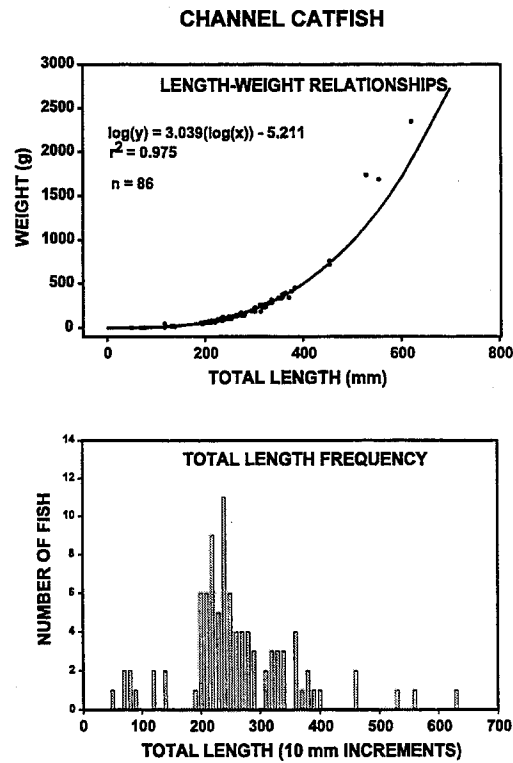 CHANNEL CATFISH
LENGTH-WEIGHT RELATIONSHIPS
log(y) = 3.039(log(x)) - 5.211
r2 = 0.975
n = 86
WEIGHT (g)
3000
2500
2000
1500
1000
500
0
0 200 400 600 800
TOTAL LENGTH (mm)
TOTAL LENGTH FREQUENCY
NUMBER OF FISH
14
12
10
8
6
4
2
0
0 100 200 300 400 500 600 700
TOTAL LENGTH (10 mm INCREMENTS)